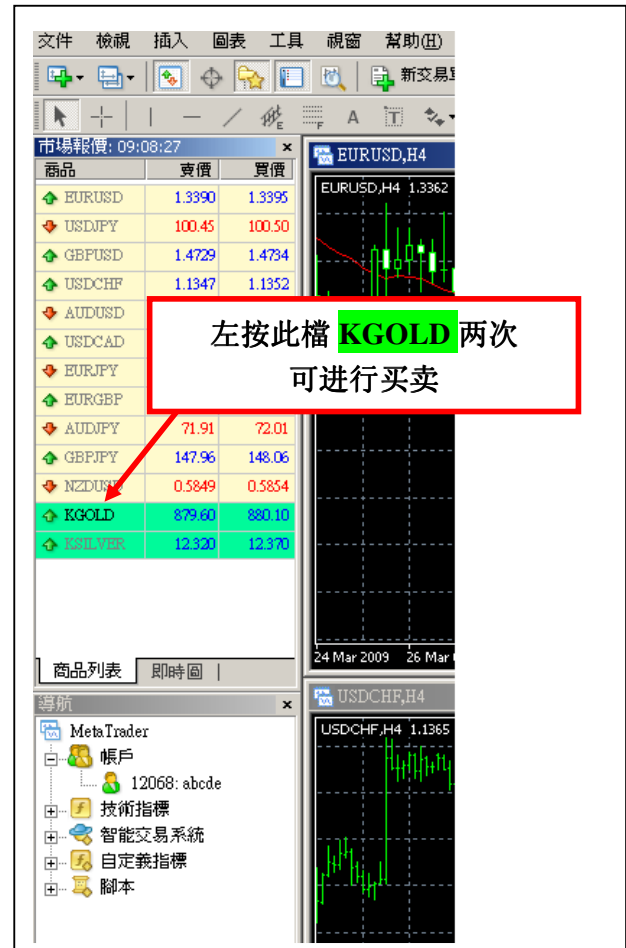 文件 檢視 插入 圖表 工具 視窗 幫助(H)
新交易
E F A T
市場報價: 09:08:27
商品 賣價 買價
EURUSD 1.3390 1.3395
USDJPY 100.45 100.50
GBPUSD 1.4729 1.4734
USDCHF 1.1347 1.1352
AUDUSD
USDCAD
EURJPY
EURGBP
AUDJPY 71.91 72.01
GBPJPY 147.96 148.06
NZDUSD 0.5849 0.5854
KGOLD 879.60 880.10
KSILVER 12.320 12.370
左按此檔 KGOLD 两次
可进行买卖
商品列表 即時圖
EURUSD,H4
EURUSD,H4 1.3362
24 Mar 2009 26 Mar
導航
MetaTrader
帳戶
12068: abcde
技術指標
智能交易系統
自定義指標
腳本
USDCHF,H4
USDCHF,H4 1.1365